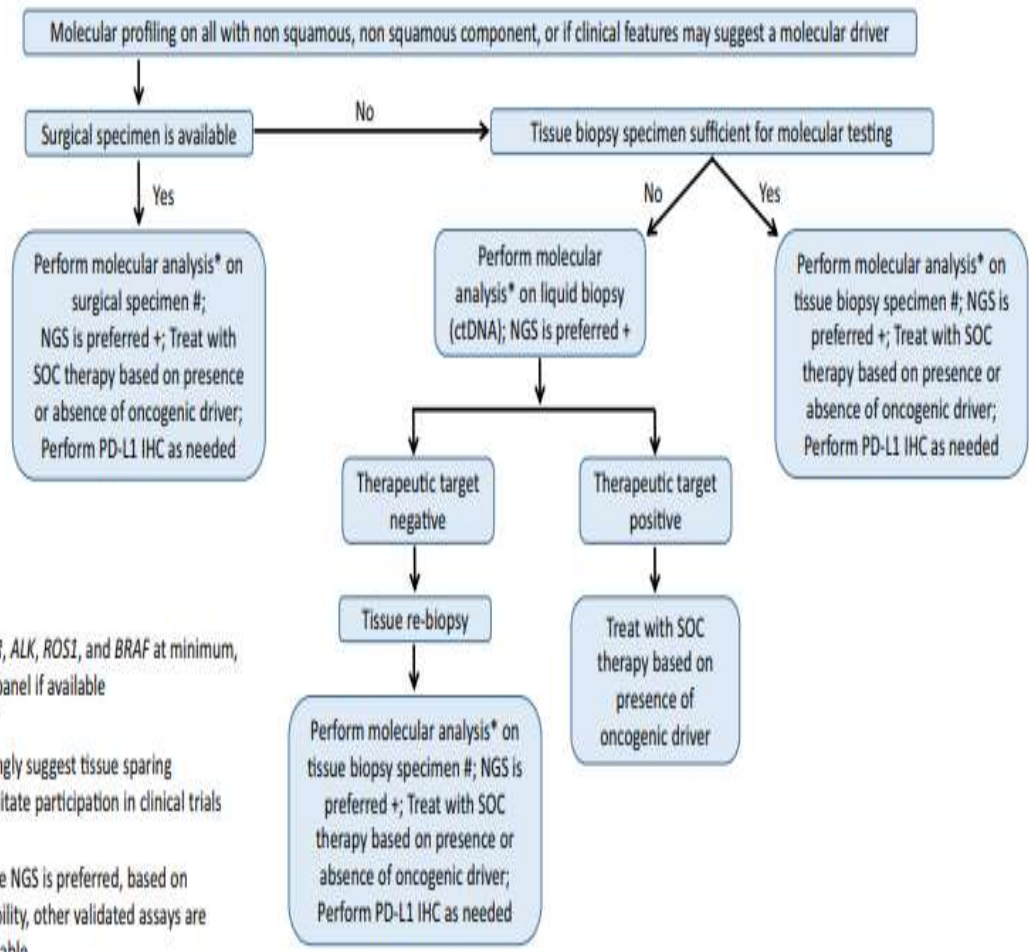 Molecular profiling on all with non squamous, non squamous component, or if clinical features may suggest a molecular driver
Surgical specimen is available
No
Tissue biopsy specimen sufficient for molecular testing
Yes
No
Yes
Perform molecular analysis* on
surgical specimen #;
NGS is preferred +; Treat with
SOC therapy based on presence
or absence of oncogenic driver;
Perform PD-L1 IHC as needed
Perform molecular
analysis* on liquid biopsy
(ctDNA); NGS is preferred +
Perform molecular analysis* on
tissue biopsy specimen #; NGS is
preferred +; Treat with SOC
therapy based on presence or
absence of oncogenic driver;
Perform PD-L1 IHC as needed
Therapeutic target
negative
Therapeutic target
positive
Tissue re-biopsy
Treat with SOC
therapy based on
presence of
oncogenic driver
Perform molecular analysis* on
tissue biopsy specimen #; NGS is
preferred +; Treat with SOC
therapy based on presence or
absence of oncogenic driver;
Perform PD-L1 IHC as needed
, ALK, ROS1, and BRAF at minimum,
panel if available
suggest tissue sparing
participation in clinical trials
NGS is preferred, based on
other validated assays are